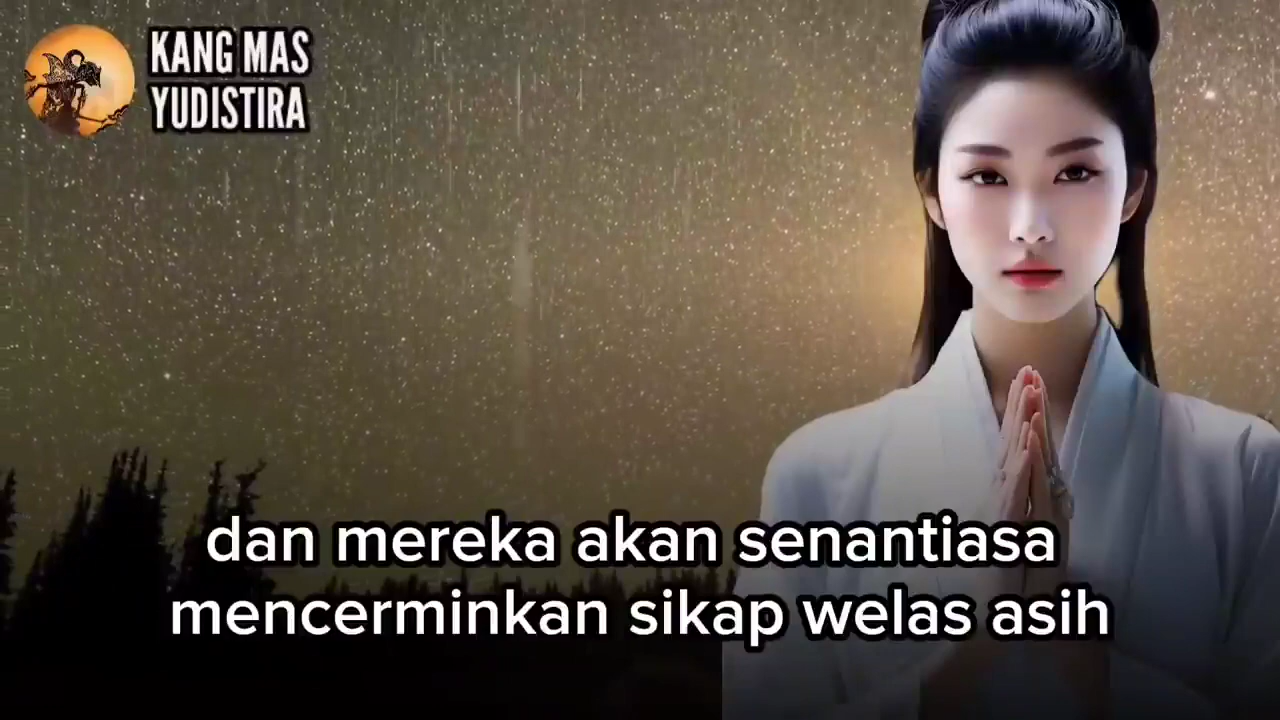 KANG MAS
YUDISTIRA
dan mereka akan senantiasa
mencerminkan sikap welas asih